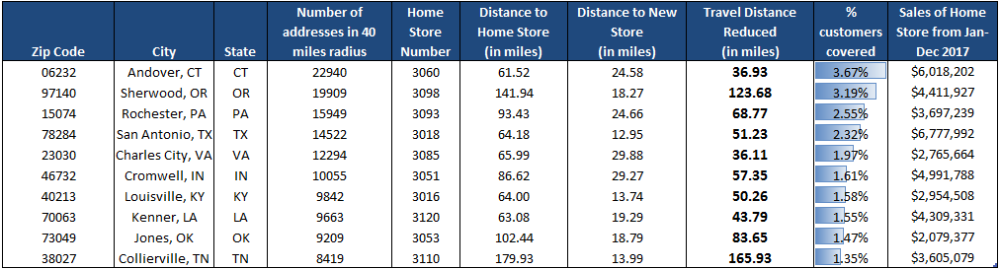 Zip Code City State Number of addresses in 40 miles radius Home Store Number Distance to Home Store (in miles) Distance to New Store (in miles) Travel Distance Reduced (in miles) % customers covered Sales of Home Store from Jan-Dec 2017
06232 Andover, CT CT 22940 3060 61.52 24.58 36.93 3.67% $6,018,202
97140 Sherwood, OR OR 19909 3098 141.94 18.27 123.68 3.19% $4,411,927
15074 Rochester, PA PA 15949 3093 93.43 24.66 68.77 2.55% $3,697,239
78284 San Antonio, TX TX 14522 3018 64.18 12.95 51.23 2.32% $6,777,992
23030 Charles City, VA VA 12294 3085 65.99 29.88 36.11 1.97% $2,765,664
46732 Cromwell, IN IN 10055 3051 86.62 29.27 57.35 1.61% $4,991,788
40213 Louisville, KY KY 9842 3016 64.00 13.74 50.26 1.58% $2,954,508
70063 Kenner, LA LA 9663 3120 63.08 19.29 43.79 1.55% $4,309,331
73049 Jones, OK OK 9209 3053 102.44 18.79 83.65 1.47% $2,079,377
38027 Collierville, TN TN 8419 3110 179.93 13.99 165.93 1.35% $3,605,079